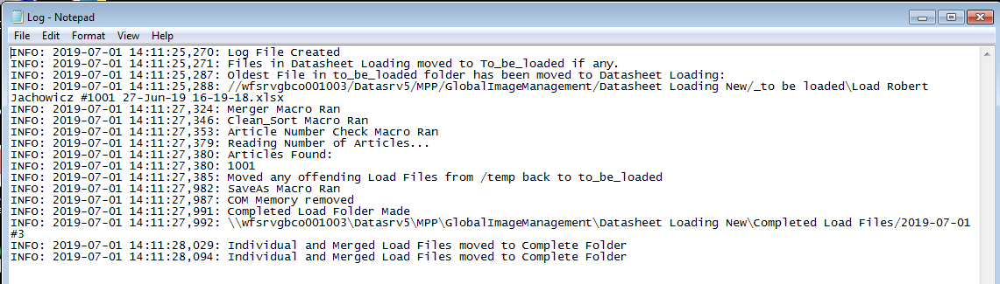 Log - Notepad
File Edit Format View Help
INFO: 2019-07-01 14:11:25,270: Log File Created
INFO: 2019-07-01 14:11:25,271: Files in Datasheet Loading moved to To_be_loaded if any.
INFO: 2019-07-01 14:11:25,287: Oldest File in to_be_loaded folder has been moved to Datasheet Loading:
INFO: 2019-07-01 14:11:25,288: //wfsrvgbco001003/Datasrv5/MPP/GlobalImageManagement/Datasheet Loading New/_to be loaded\Load Robert
Jachowicz #1001 27-Jun-19 16-19-18.xlsx
INFO: 2019-07-01 14:11:27,324: Merger Macro Ran
INFO: 2019-07-01 14:11:27,346: Clean_Sort Macro Ran
INFO: 2019-07-01 14:11:27,353: Article Number Check Macro Ran
INFO: 2019-07-01 14:11:27,379: Reading Number of Articles...
INFO: 2019-07-01 14:11:27,380: Articles Found:
INFO: 2019-07-01 14:11:27,380: 1001
INFO: 2019-07-01 14:11:27,385: Moved any offending Load Files from /temp back to to_be_loaded
INFO: 2019-07-01 14:11:27,982: SaveAs Macro Ran
INFO: 2019-07-01 14:11:27,987: COM Memory removed
INFO: 2019-07-01 14:11:27,991: Completed Load Folder Made
INFO: 2019-07-01 14:11:27,992: \\wfsrvgbco001003\Datasrv5\MPP\GlobalImageManagement\Datasheet Loading New\Completed Load Files/2019-07-01
#3
INFO: 2019-07-01 14:11:28,029: Individual and Merged Load Files moved to Complete Folder
INFO: 2019-07-01 14:11:28,094: Individual and Merged Load Files moved to Complete Folder